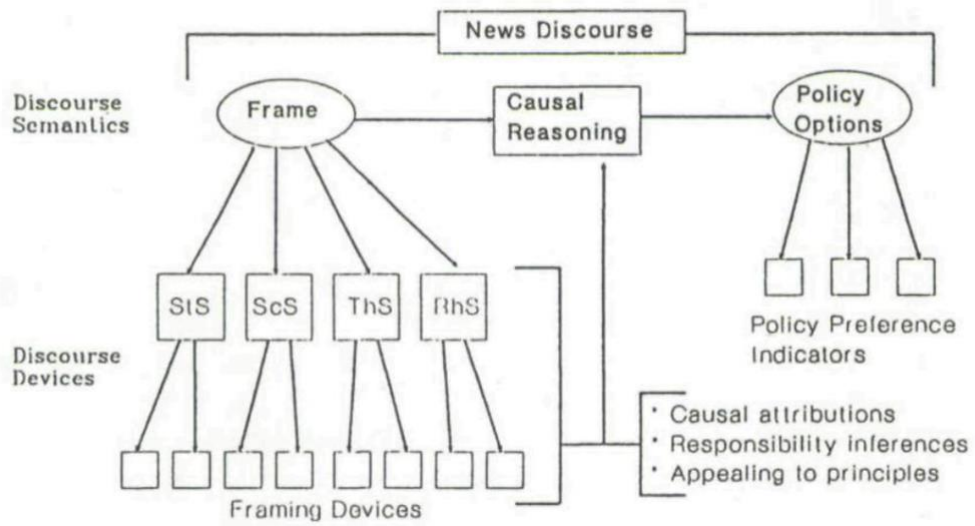 News Discourse
Discourse
Semantics
Frame
Causal
Reasoning
Policy
Options
StS
ScS
ThS
RhS
Policy Preference
Indicators
Discourse
Devices
· Causal attributions
· Responsibility inferences
· Appealing to principles
Framing Devices